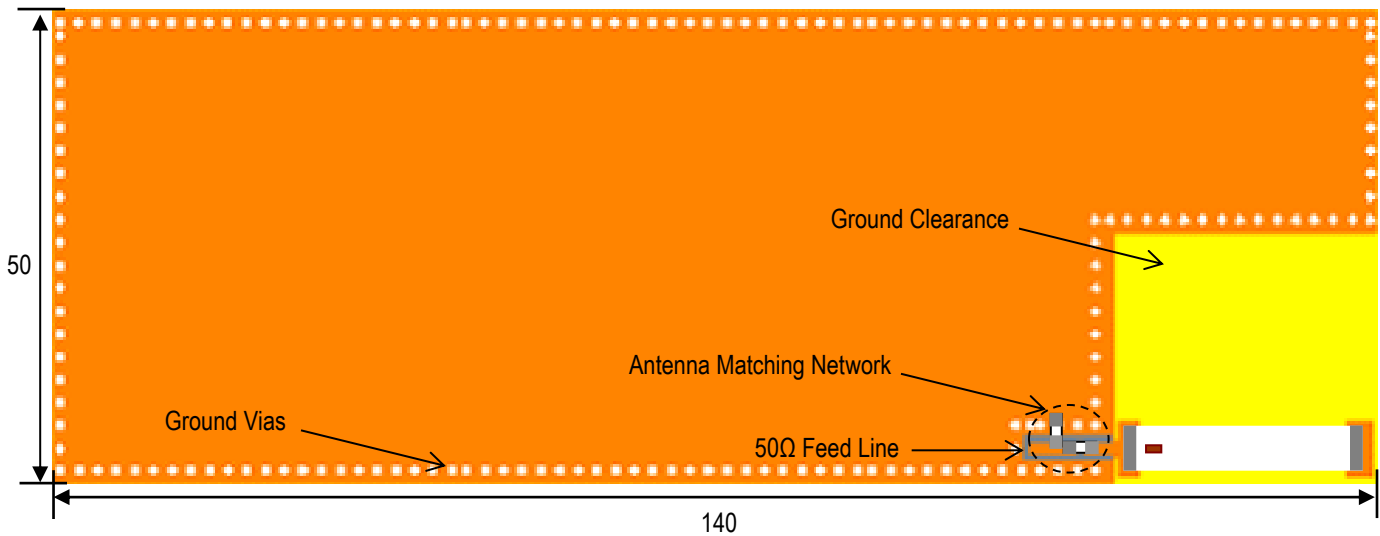 Ground Clearance
50
Antenna Matching Network
Ground Vias
50Ω Feed Line
140